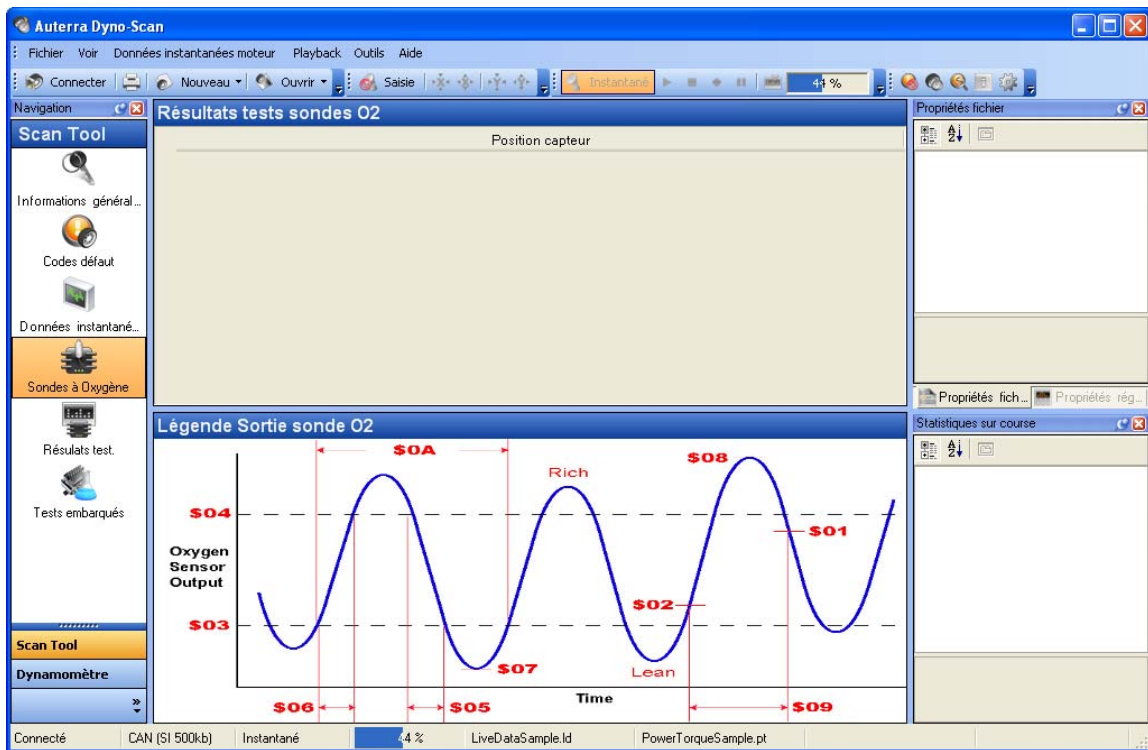 Auterra Dyno-Scan
Fichier Voir Données instantanées moteur Playback Outils Aide
Connecter Nouveau Ouvrir Saisie Instantané 44 %
Navigation
Scan Tool
Informations général...
Codes défaut
Données instantané...
Sondes à Oxygène
Résulats test.
Tests embarqués
Scan Tool
Dynamomètre
Résultats tests sondes O2
Position capteur
Légende Sortie sonde O2
$0A
$08
Rich
$04
$01
Oxygen
Sensor
Output
$02
$03
$07
Lean
Time
$06
$05
$09
Propriétés fichier
Propriétés fich... Propriétés rég...
Statistiques sur course
Connecté CAN (SI 500kb) Instantané 44 % LiveDataSample.ld PowerTorqueSample.pt